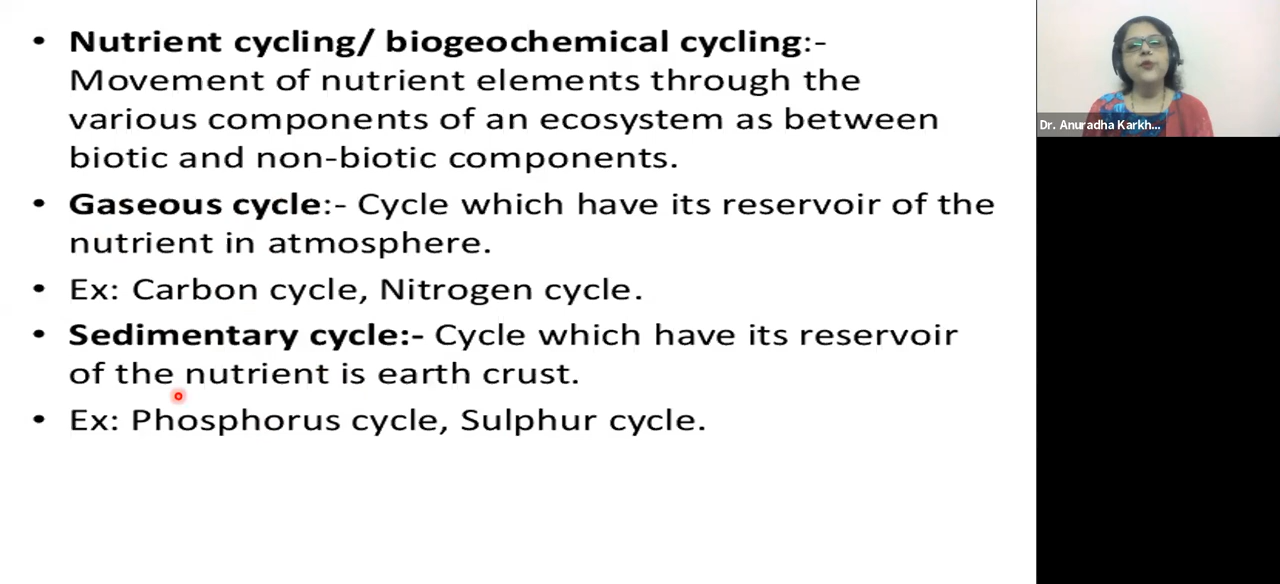 • Nutrient cycling/ biogeochemical cycling:-
Movement of nutrient elements through the
various components of an ecosystem as between
biotic and non-biotic components.
• Gaseous cycle:- Cycle which have its reservoir of the
nutrient in atmosphere.
• Ex: Carbon cycle, Nitrogen cycle.
• Sedimentary cycle:- Cycle which have its reservoir
of the nutrient is earth crust.
• Ex: Phosphorus cycle, Sulphur cycle.
Dr. Anuradha Karkh...